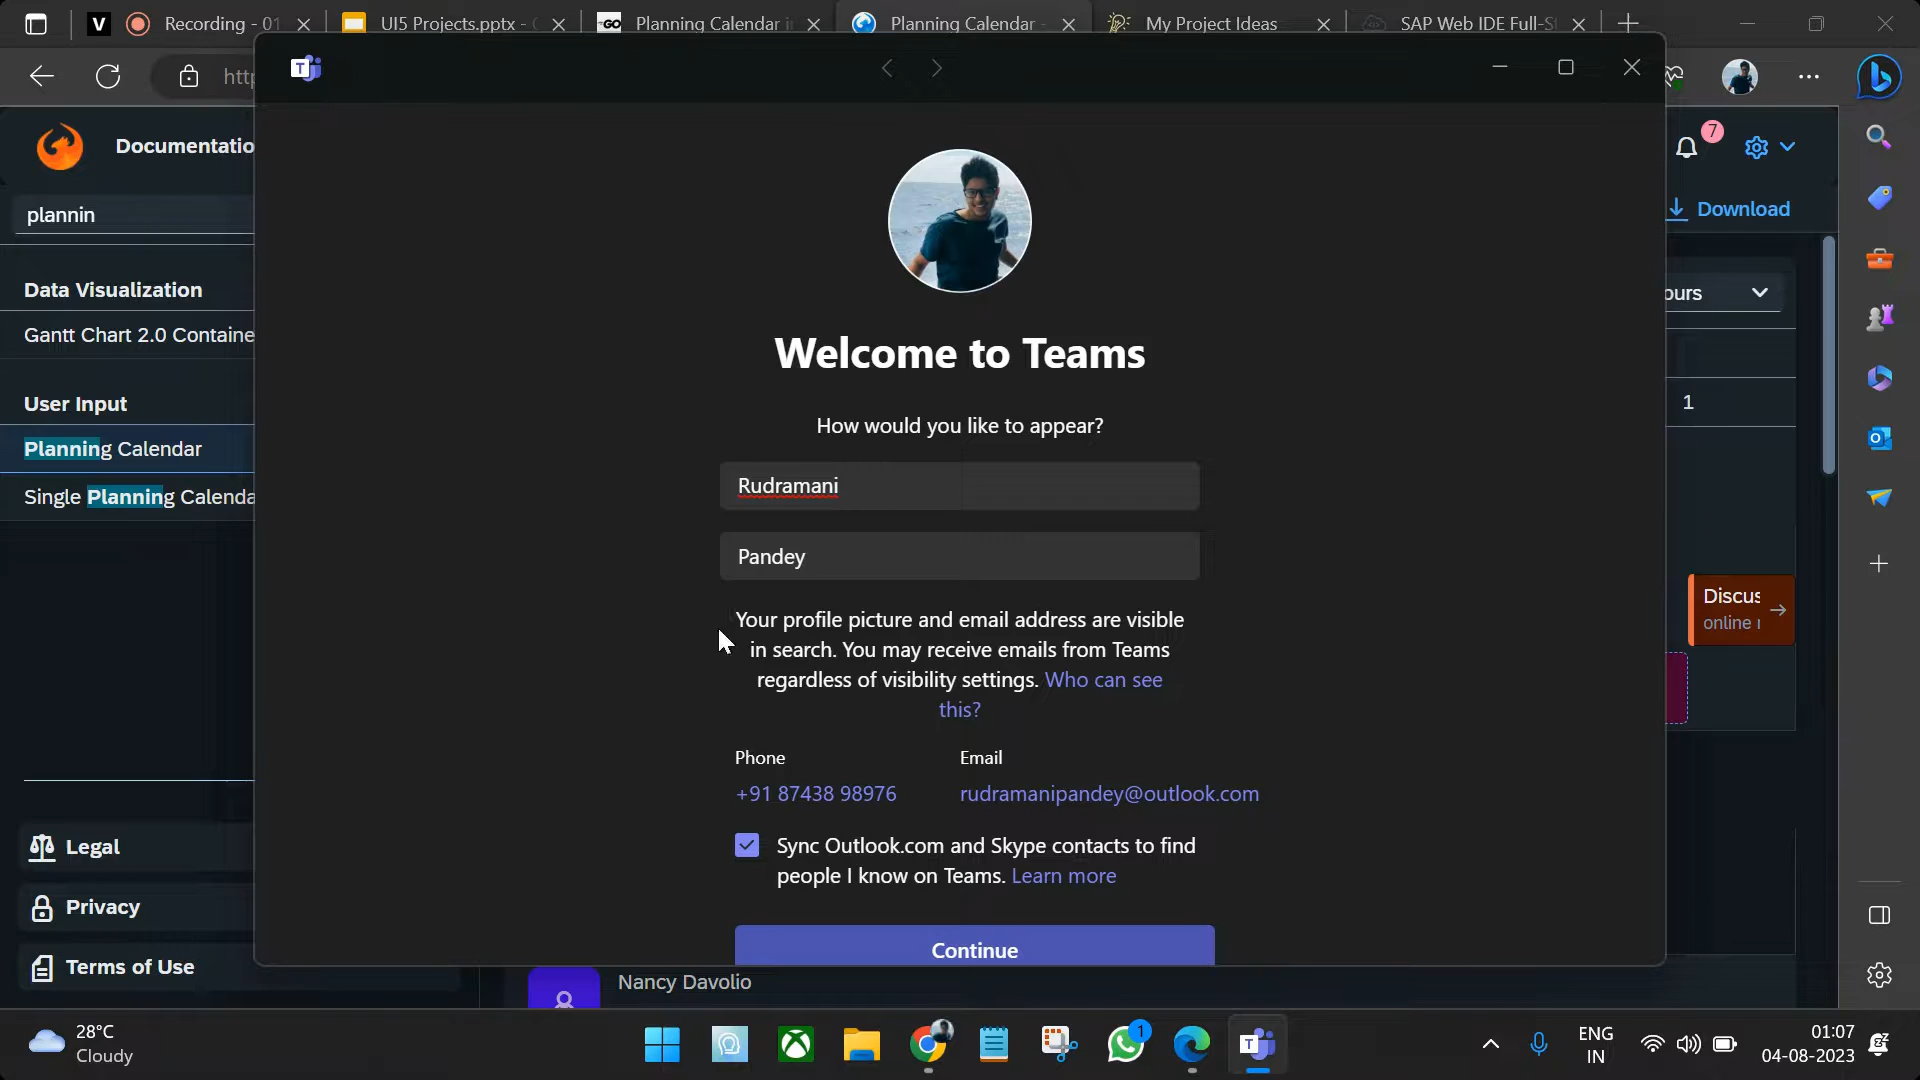 V
Recording - 01
UI5 Projects.pptx -
GO
Planning Calendar i
Planning Calendar -
My Project Ideas
SAP Web IDE Full-S
htt
T
Documentatio
7
plannin
Download
Welcome to Teams
Data Visualization
ours
Gantt Chart 2.0 Containe
How would you like to appear?
User Input
1
Planning Calendar
Rudramani
Single Planning Calenda
Pandey
Your profile picture and email address are visible
in search. You may receive emails from Teams
regardless of visibility settings. Who can see
this?
Discus
online
Phone
Email
+91 87438 98976
rudramanipandey@outlook.com
Sync Outlook.com and Skype contacts to find
people I know on Teams. Learn more
Continue
Legal
Privacy
Terms of Use
Nancy Davolio
28°C
Cloudy
1
T
ENG
IN
01:07
04-08-2023